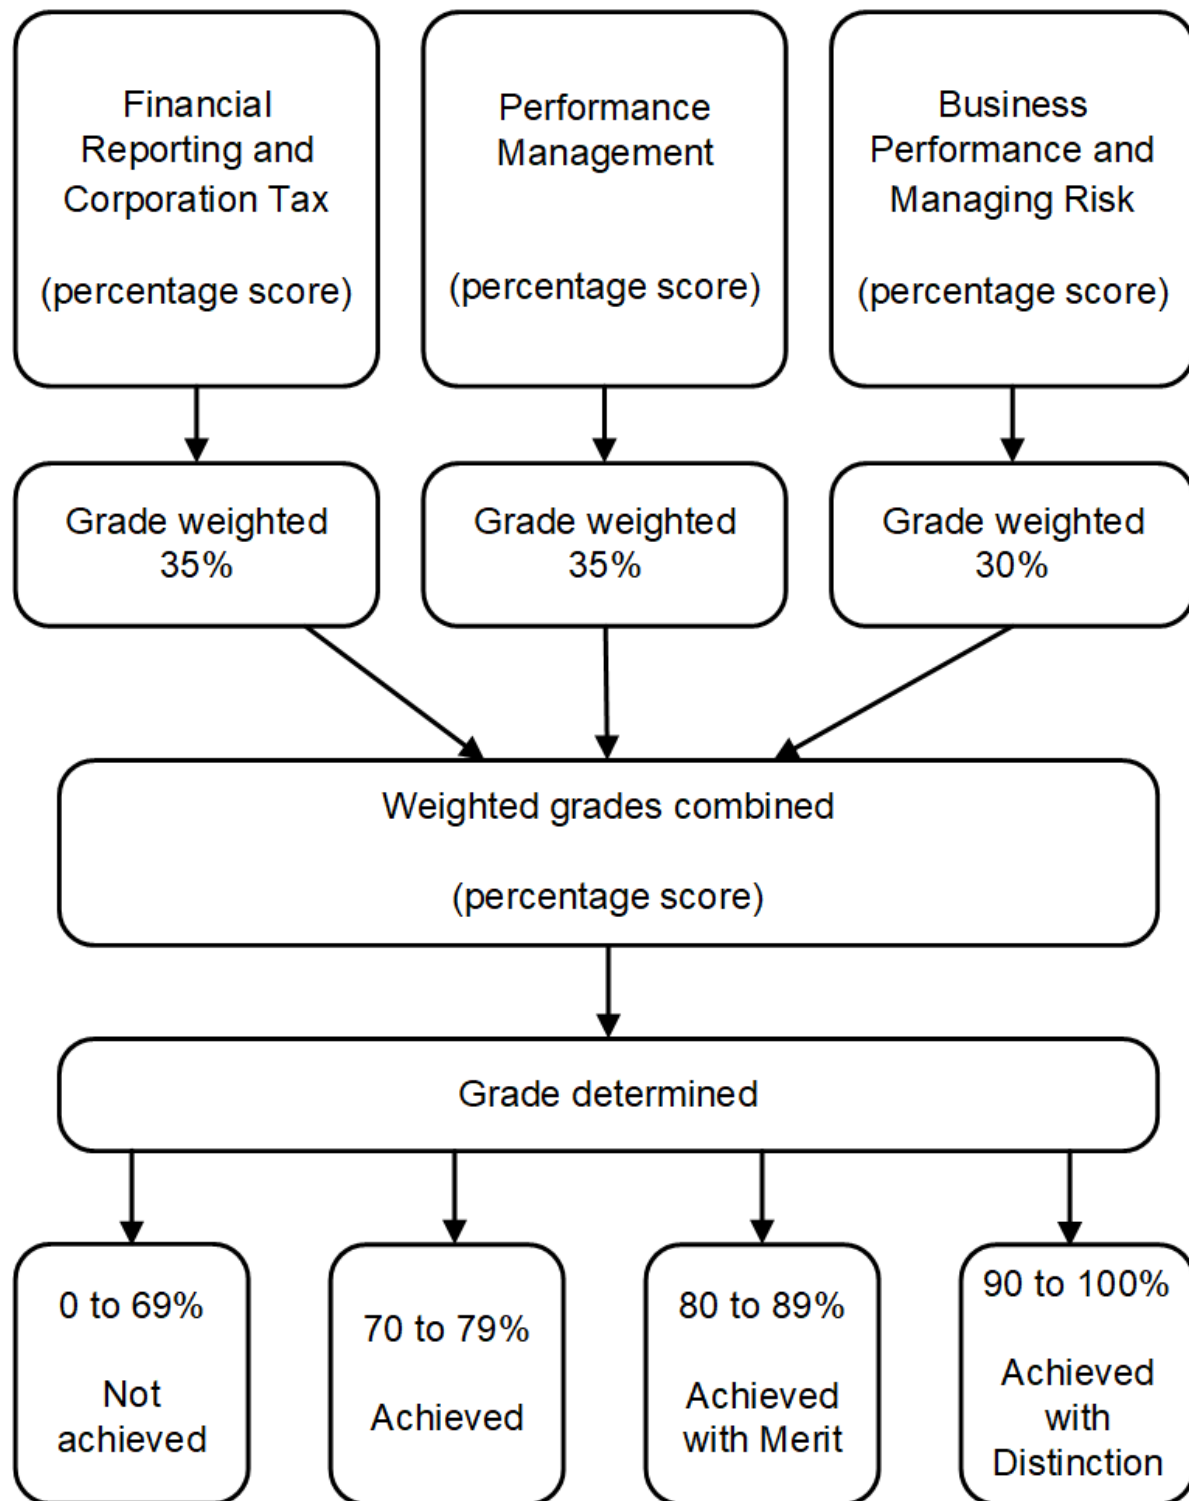 Financial
Reporting and
Corporation Tax
(percentage score)
Performance
Management
(percentage score)
Business
Performance and
Managing Risk
(percentage score)
Grade weighted
35%
Grade weighted
35%
Grade weighted
30%
Weighted grades combined
(percentage score)
Grade determined
0 to 69%
Not
achieved
70 to 79%
Achieved
80 to 89%
Achieved
with Merit
90 to 100%
Achieved
with
Distinction